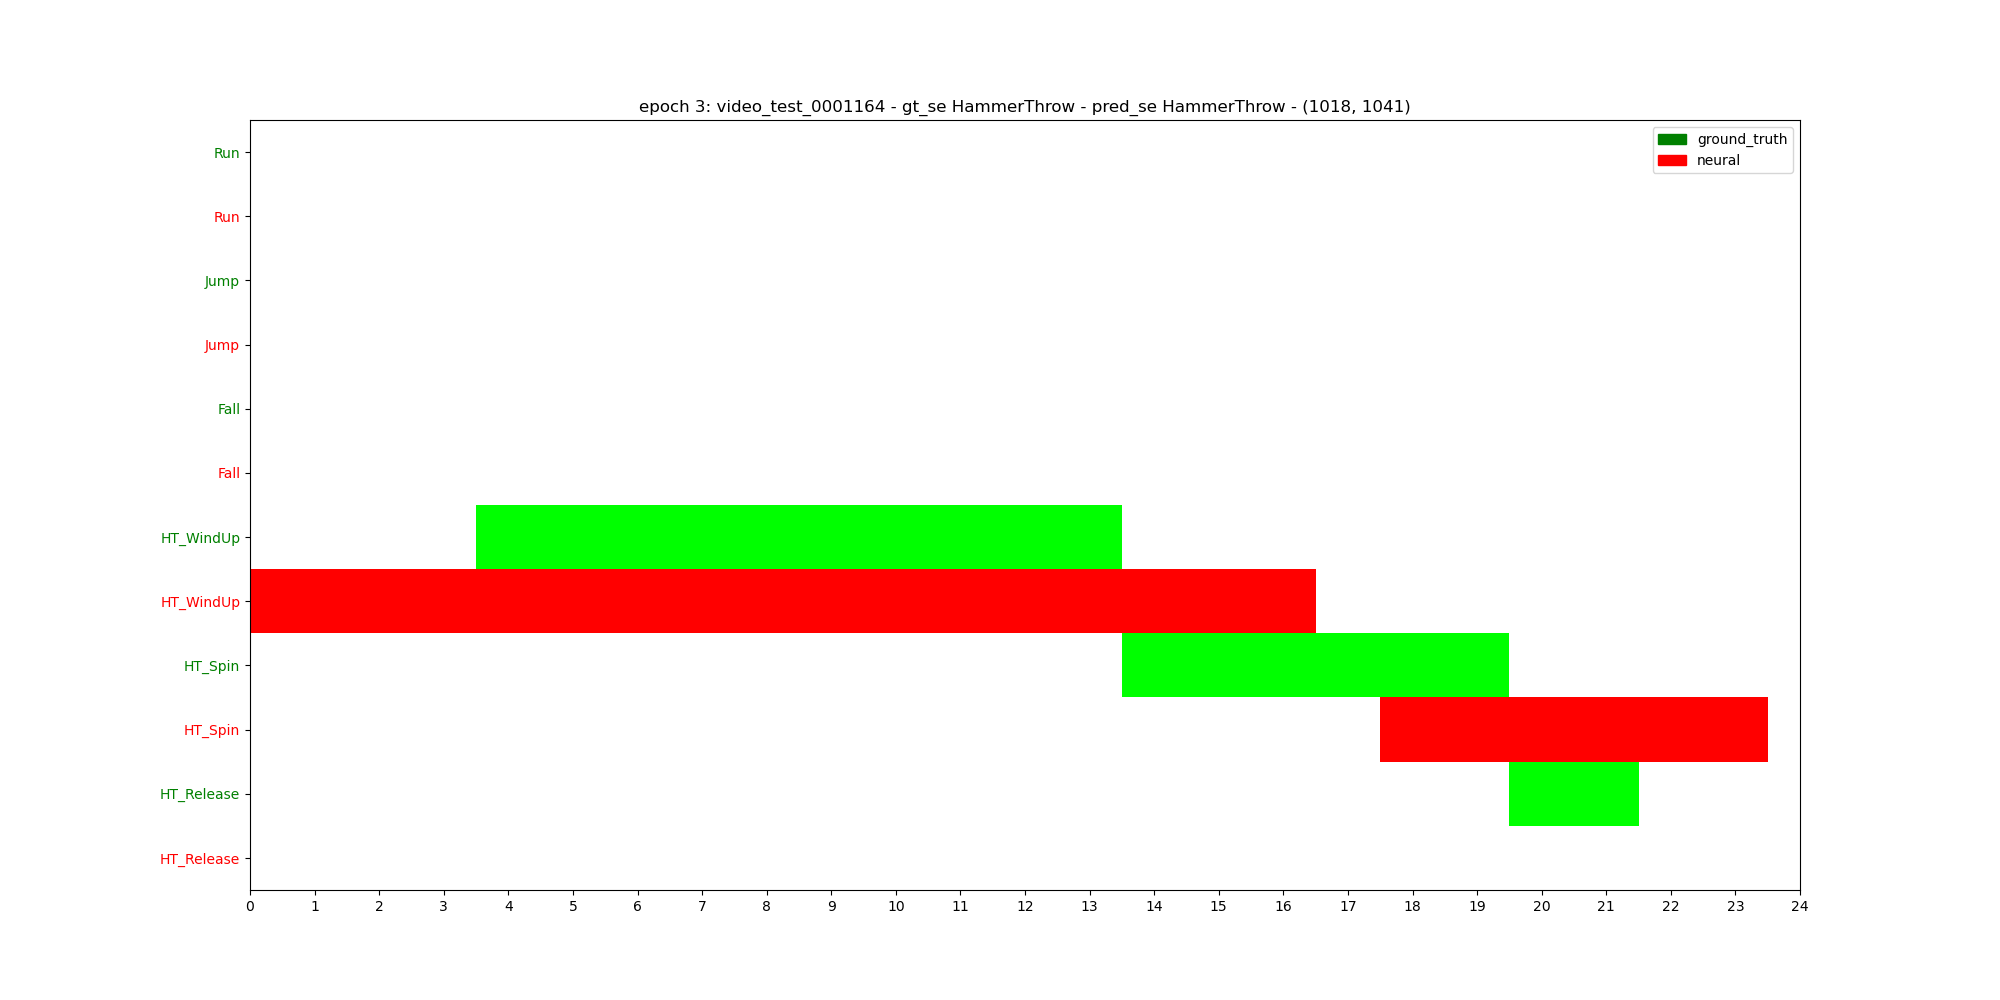 epoch 3: video_test_0001164 - gt_se HammerThrow - pred_se HammerThrow - (1018, 1041)
ground_truth
neural
Run
Run
Jump
Jump
Fall
Fall
HT_WindUp
HT_WindUp
HT_Spin
HT_Spin
HT_Release
HT_Release
0 1 2 3 4 5 6 7 8 9 10 11 12 13 14 15 16 17 18 19 20 21 22 23 24